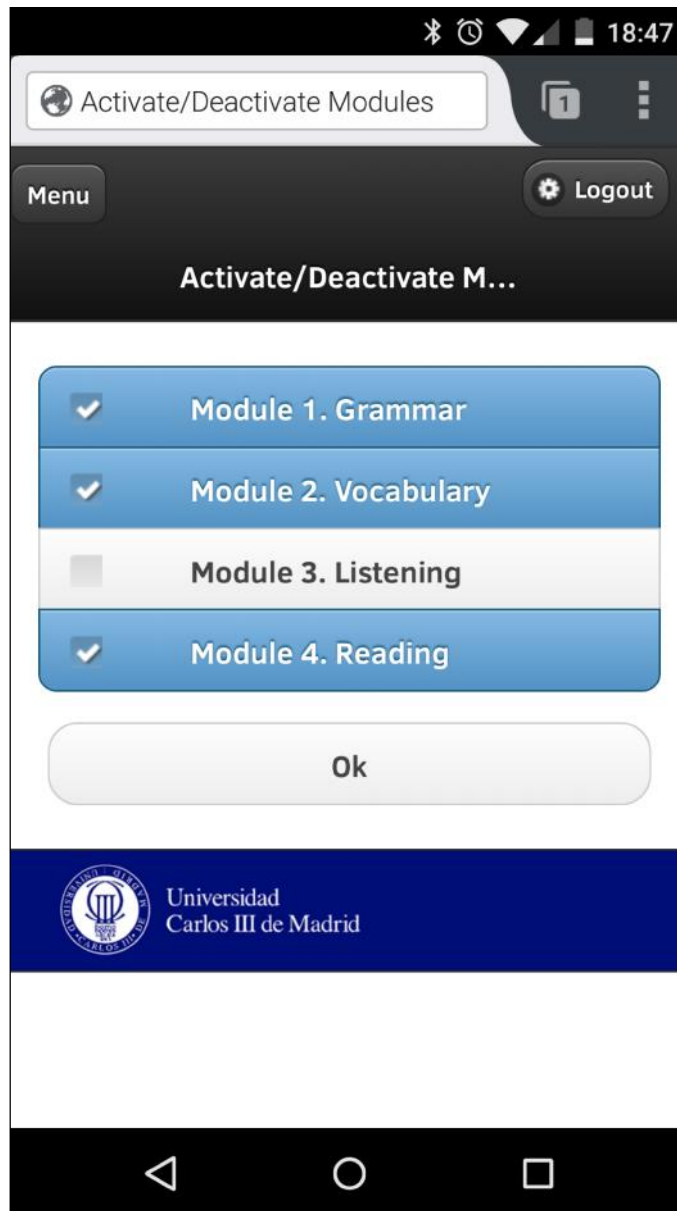 18:47
Activate/Deactivate Modules
1
Menu
Logout
Activate/Deactivate M...
Module 1. Grammar
Module 2. Vocabulary
Module 3. Listening
Module 4. Reading
Ok
Universidad
Carlos III de Madrid